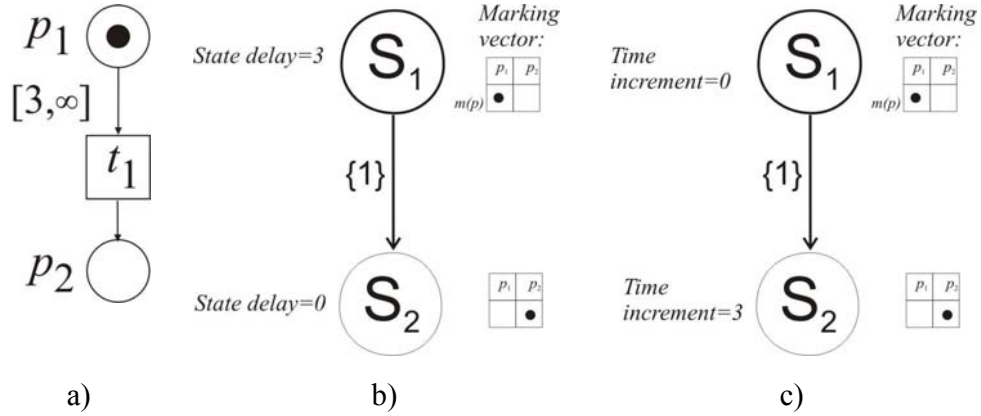 p1
[3,∞]
t1
p2
a)
State delay=3
S1
Marking
vector:
p1 p2
m(p)
{1}
State delay=0
S2
p1 p2
b)
Time
increment=0
S1
Marking
vector:
p1 p2
m(p)
{1}
Time
increment=3
S2
p1 p2
c)